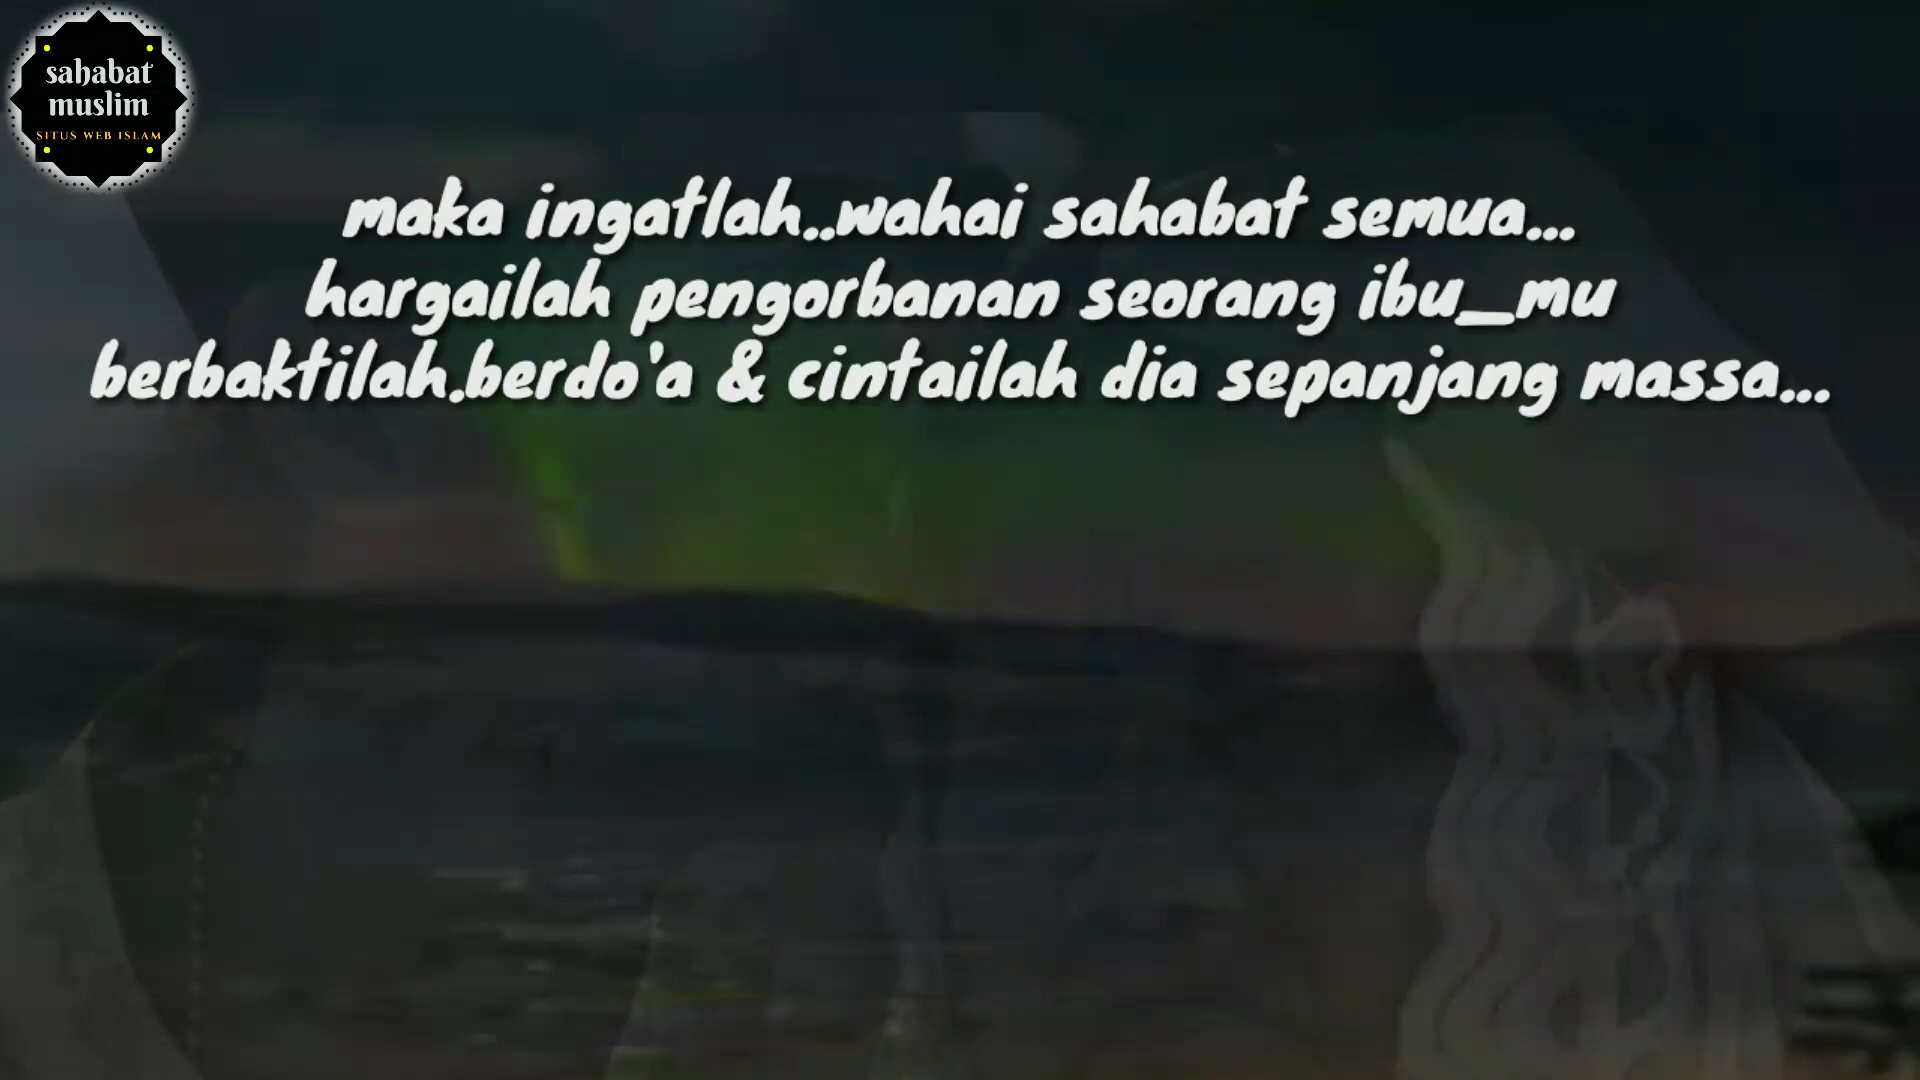 sahabat
muslim
SITUS WEB ISLAM
maka ingatlah..wahai sahabat semua...
hargailah pengorbanan seorang ibu_mu
berbaktilah.berdo'a & cintailah dia sepanjang massa...